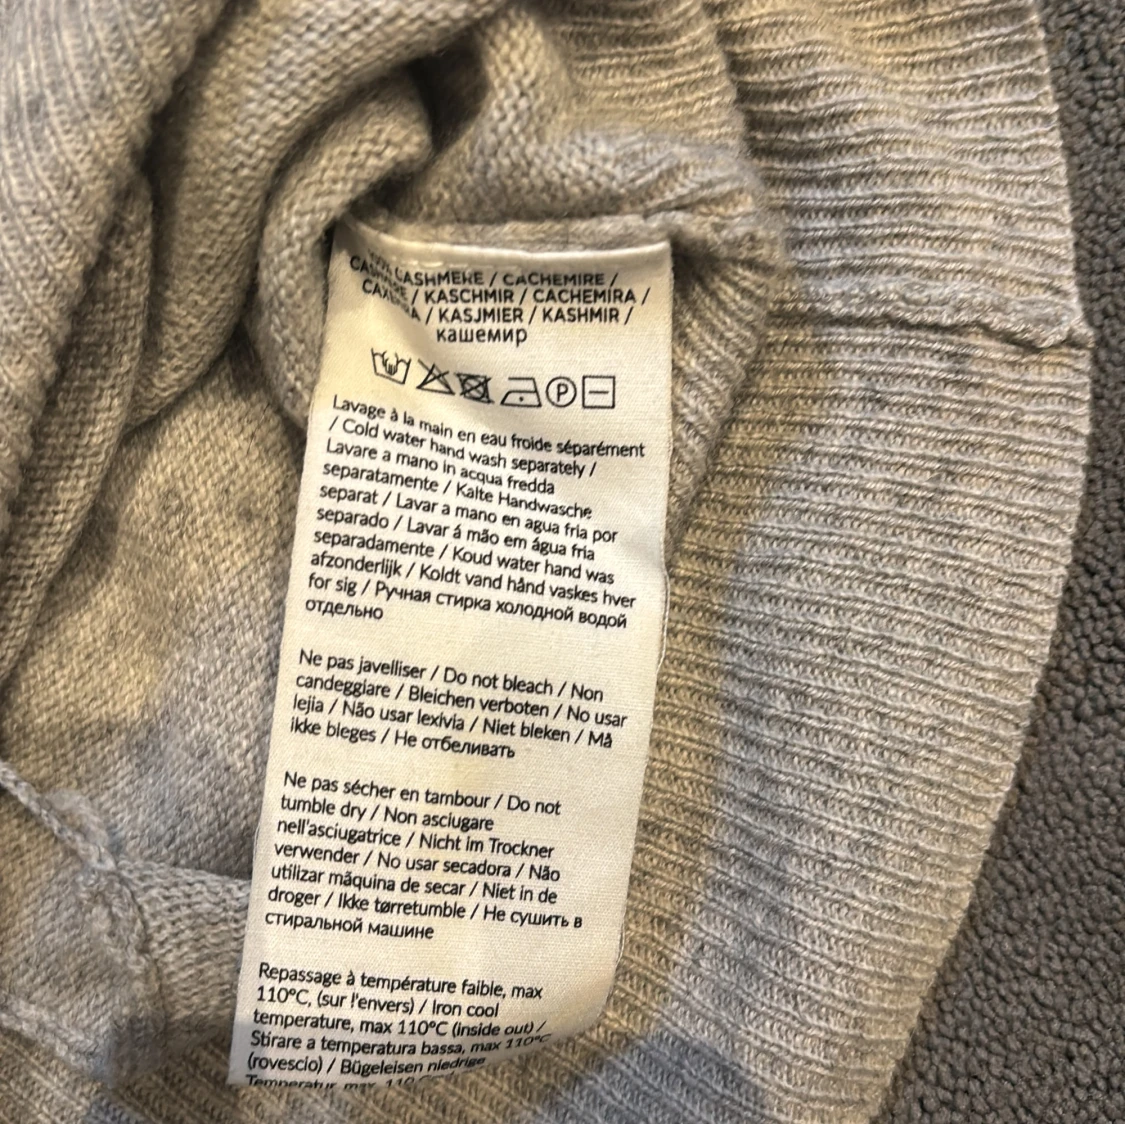 CASHMERE / CACHEMIRE /
/ KASCHMIR / CACHEMIRA /
/ KASJMIER / KASHMIR /
кашемир
P
Lavage à la main en eau froide séparément
/ Cold water hand wash separately /
Lavare a mano in acqua fredda
separatamente / Kalte Handwasche
separat / Lavar a mano en agua fria por
separado / Lavar á mão em água fria
separadamente / Koud water hand was
afzonderlijk / Koldt vand hånd vaskes hver
for sig / Ручная стирка холодной водой
отдельно
Ne pas javelliser / Do not bleach / Non
candeggiare / Bleichen verboten / No usar
lejia / Não usar lexívia / Niet bleken / Må
ikke bleges / Не отбеливать
Ne pas sécher en tambour / Do not
tumble dry / Non asciugare
nell'asciugatrice / Nicht im Trockner
verwender / No usar secadora / Não
utilizar mãquina de secar / Niet in de
droger / Ikke tørretumble / Не сушить в
стиральной машине
Repassage à température faible, max
110°C, (sur l'envers) / Iron cool
temperature, max 110°C (inside out) /
Stirare a temperatura bassa, max 110°C
(rovescio) / Bügeleisen niedrige
Temperatur, max. 110